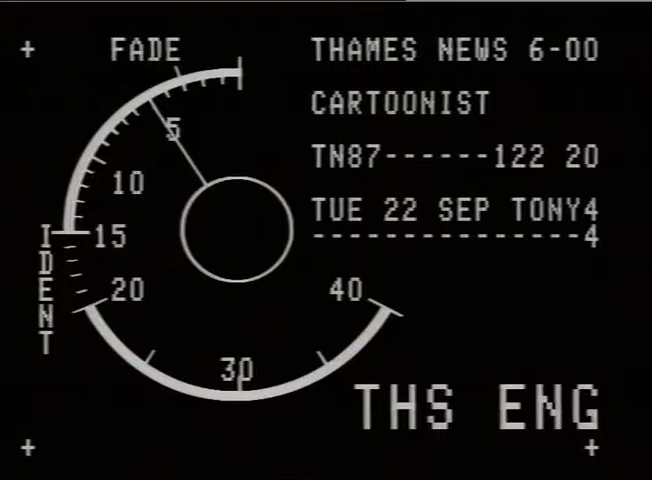 FADE
THAMES NEWS 6-00
CARTOONIST
TN87------122 20
TUE 22 SEP TONY4
---------------4
5
10
15
20
30
40
IDENT
THS ENG